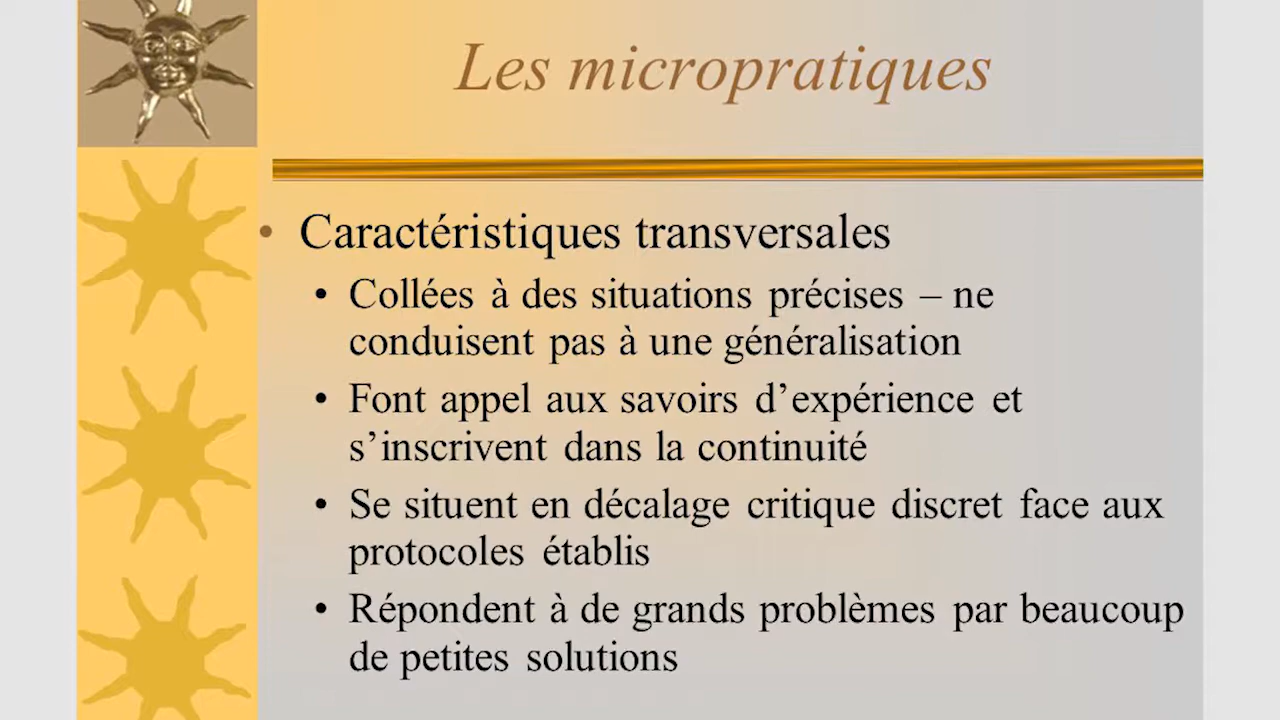 Les micropratiques
• Caractéristiques transversales
• Collées à des situations précises – ne
conduisent pas à une généralisation
• Font appel aux savoirs d’expérience et
s’inscrivent dans la continuité
• Se situent en décalage critique discret face aux
protocoles établis
• Répondent à de grands problèmes par beaucoup
de petites solutions